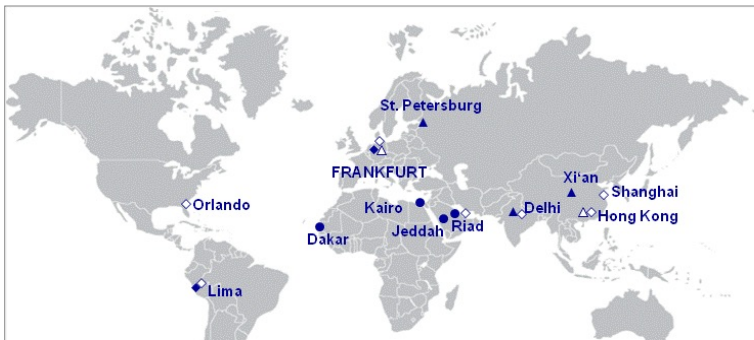 St. Petersburg
FRANKFURT
Xi‘an
Shanghai
Orlando
Kairo
Delhi
Hong Kong
Jeddah
Riad
Dakar
Lima